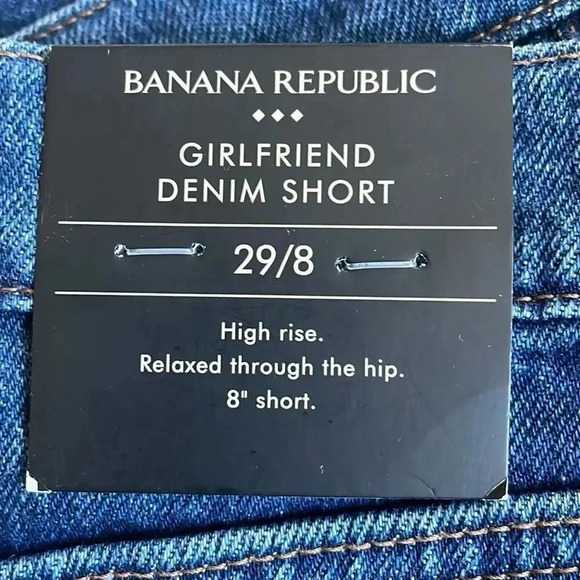 BANANA REPUBLIC
GIRLFRIEND
DENIM SHORT
29/8
High rise.
Relaxed through the hip.
8" short.